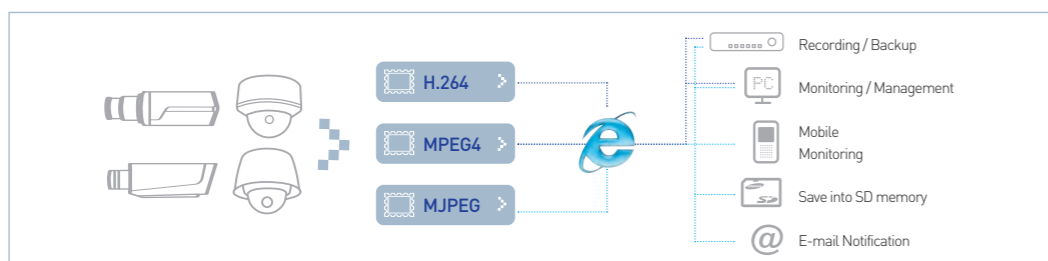 H.264
MPEG4
MJPEG
e
Recording / Backup
PC
Monitoring / Management
Mobile
Monitoring
SD
Save into SD memory
@
E-mail Notification